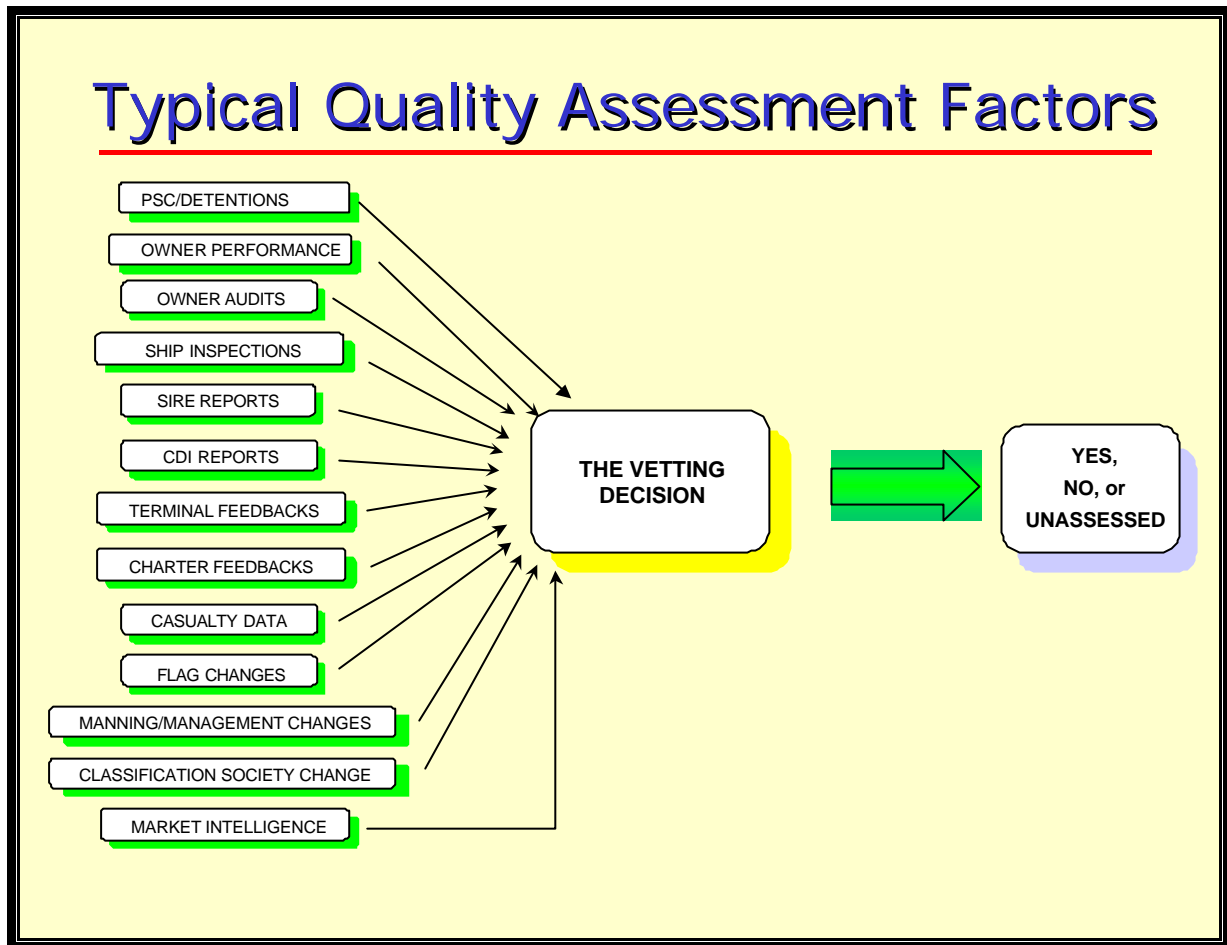 Typical Quality Assessment Factors
PSC/DETENTIONS
OWNER PERFORMANCE
OWNER AUDITS
SHIP INSPECTIONS
SIRE REPORTS
CDI REPORTS
TERMINAL FEEDBACKS
CHARTER FEEDBACKS
CASUALTY DATA
FLAG CHANGES
MANNING/MANAGEMENT CHANGES
CLASSIFICATION SOCIETY CHANGE
MARKET INTELLIGENCE
THE VETTING
DECISION
YES,
NO, or
UNASSESSED